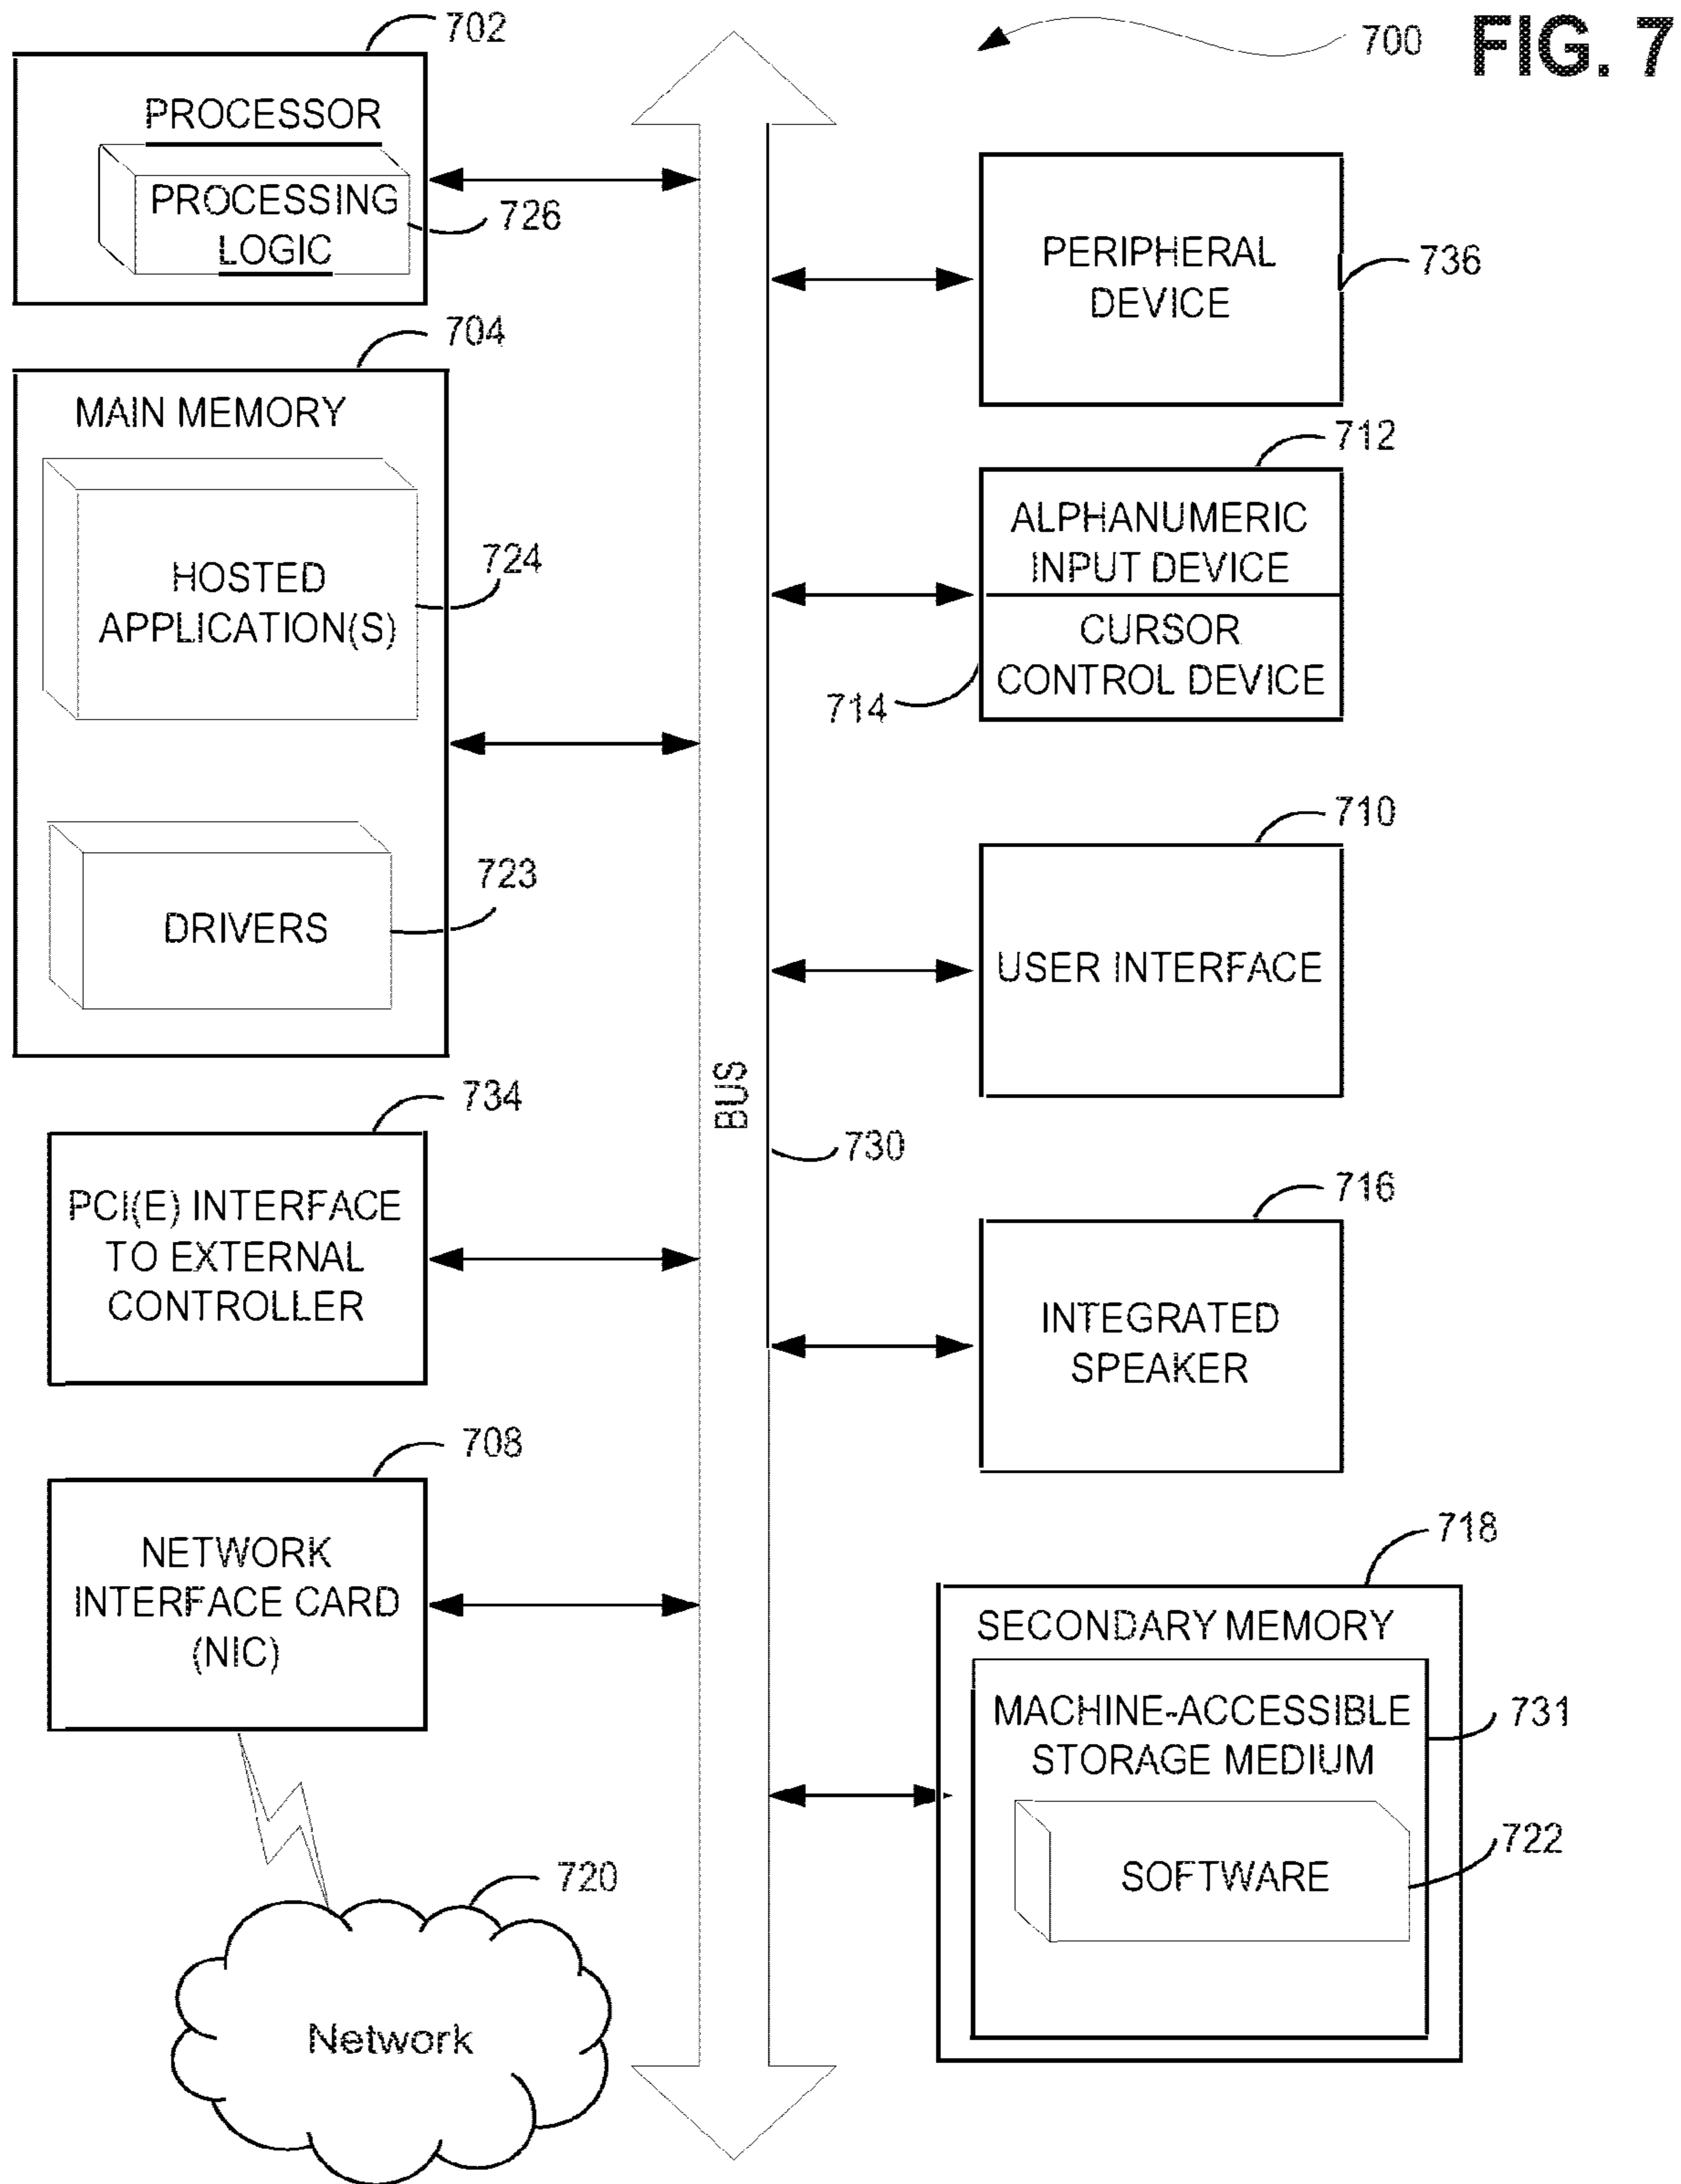 FIG. 7
700
702
PROCESSOR
PROCESSING
LOGIC
726
704
MAIN MEMORY
HOSTED
APPLICATION(S)
724
DRIVERS
723
734
PCI(E) INTERFACE
TO EXTERNAL
CONTROLLER
708
NETWORK
INTERFACE CARD
(NIC)
720
Network
BUS
730
PERIPHERAL
DEVICE
736
712
ALPHANUMERIC
INPUT DEVICE
CURSOR
CONTROL DEVICE
714
710
USER INTERFACE
716
INTEGRATED
SPEAKER
718
SECONDARY MEMORY
MACHINE-ACCESSIBLE
STORAGE MEDIUM
731
SOFTWARE
722